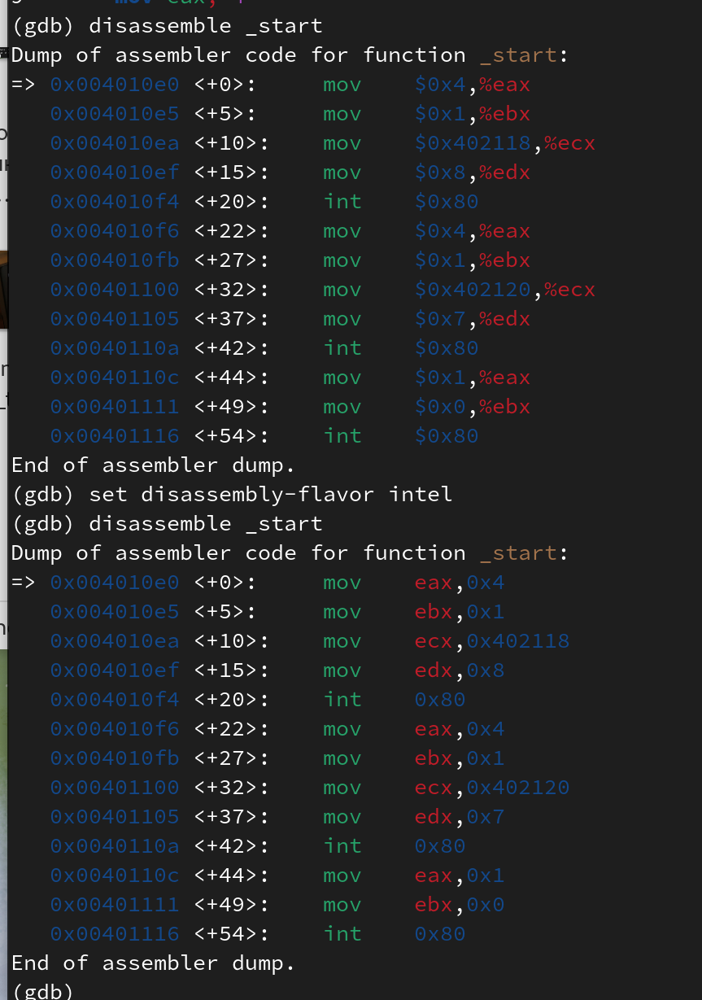 (gdb) disassemble _start
Dump of assembler code for function _start:
=> 0x004010e0 <+0>:     mov    $0x4,%eax
   0x004010e5 <+5>:     mov    $0x1,%ebx
   0x004010ea <+10>:    mov    $0x402118,%ecx
   0x004010ef <+15>:    mov    $0x8,%edx
   0x004010f4 <+20>:    int    $0x80
   0x004010f6 <+22>:    mov    $0x4,%eax
   0x004010fb <+27>:    mov    $0x1,%ebx
   0x00401100 <+32>:    mov    $0x402120,%ecx
   0x00401105 <+37>:    mov    $0x7,%edx
   0x0040110a <+42>:    int    $0x80
   0x0040110c <+44>:    mov    $0x1,%eax
   0x00401111 <+49>:    mov    $0x0,%ebx
   0x00401116 <+54>:    int    $0x80
End of assembler dump.
(gdb) set disassembly-flavor intel
(gdb) disassemble _start
Dump of assembler code for function _start:
=> 0x004010e0 <+0>:     mov    eax,0x4
   0x004010e5 <+5>:     mov    ebx,0x1
   0x004010ea <+10>:    mov    ecx,0x402118
   0x004010ef <+15>:    mov    edx,0x8
   0x004010f4 <+20>:    int    0x80
   0x004010f6 <+22>:    mov    eax,0x4
   0x004010fb <+27>:    mov    ebx,0x1
   0x00401100 <+32>:    mov    ecx,0x402120
   0x00401105 <+37>:    mov    edx,0x7
   0x0040110a <+42>:    int    0x80
   0x0040110c <+44>:    mov    eax,0x1
   0x00401111 <+49>:    mov    ebx,0x0
   0x00401116 <+54>:    int    0x80
End of assembler dump.
(gdb)